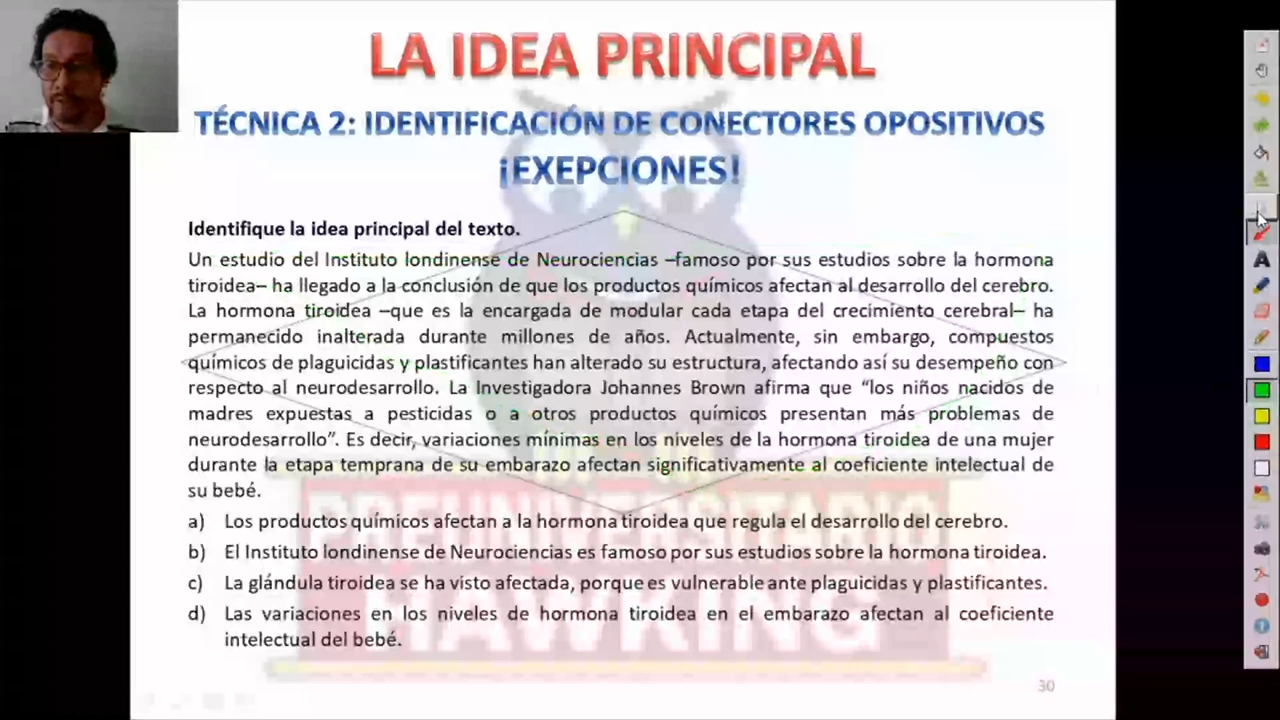 LA IDEA PRINCIPAL
TÉCNICA 2: IDENTIFICACIÓN DE CONECTORES OPOSITIVOS
¡EXEPCIONES!
Identifique la idea principal del texto.
Un estudio del Instituto londinense de Neurociencias –famoso por sus estudios sobre la hormona
tiroidea– ha llegado a la conclusión de que los productos químicos afectan al desarrollo del cerebro.
La hormona tiroidea –que es la encargada de modular cada etapa del crecimiento cerebral– ha
permanecido inalterada durante millones de años. Actualmente, sin embargo, compuestos
químicos de plaguicidas y plastificantes han alterado su estructura, afectando así su desempeño con
respecto al neurodesarrollo. La Investigadora Johannes Brown afirma que “los niños nacidos de
madres expuestas a pesticidas o a otros productos químicos presentan más problemas de
neurodesarrollo”. Es decir, variaciones mínimas en los niveles de la hormona tiroidea de una mujer
durante la etapa temprana de su embarazo afectan significativamente al coeficiente intelectual de
su bebé.
a) Los productos químicos afectan a la hormona tiroidea que regula el desarrollo del cerebro.
b) El Instituto londinense de Neurociencias es famoso por sus estudios sobre la hormona tiroidea.
c) La glándula tiroidea se ha visto afectada, porque es vulnerable ante plaguicidas y plastificantes.
d) Las variaciones en los niveles de hormona tiroidea en el embarazo afectan al coeficiente
intelectual del bebé.
PREUNIVERSITARIO
HAWKING
30